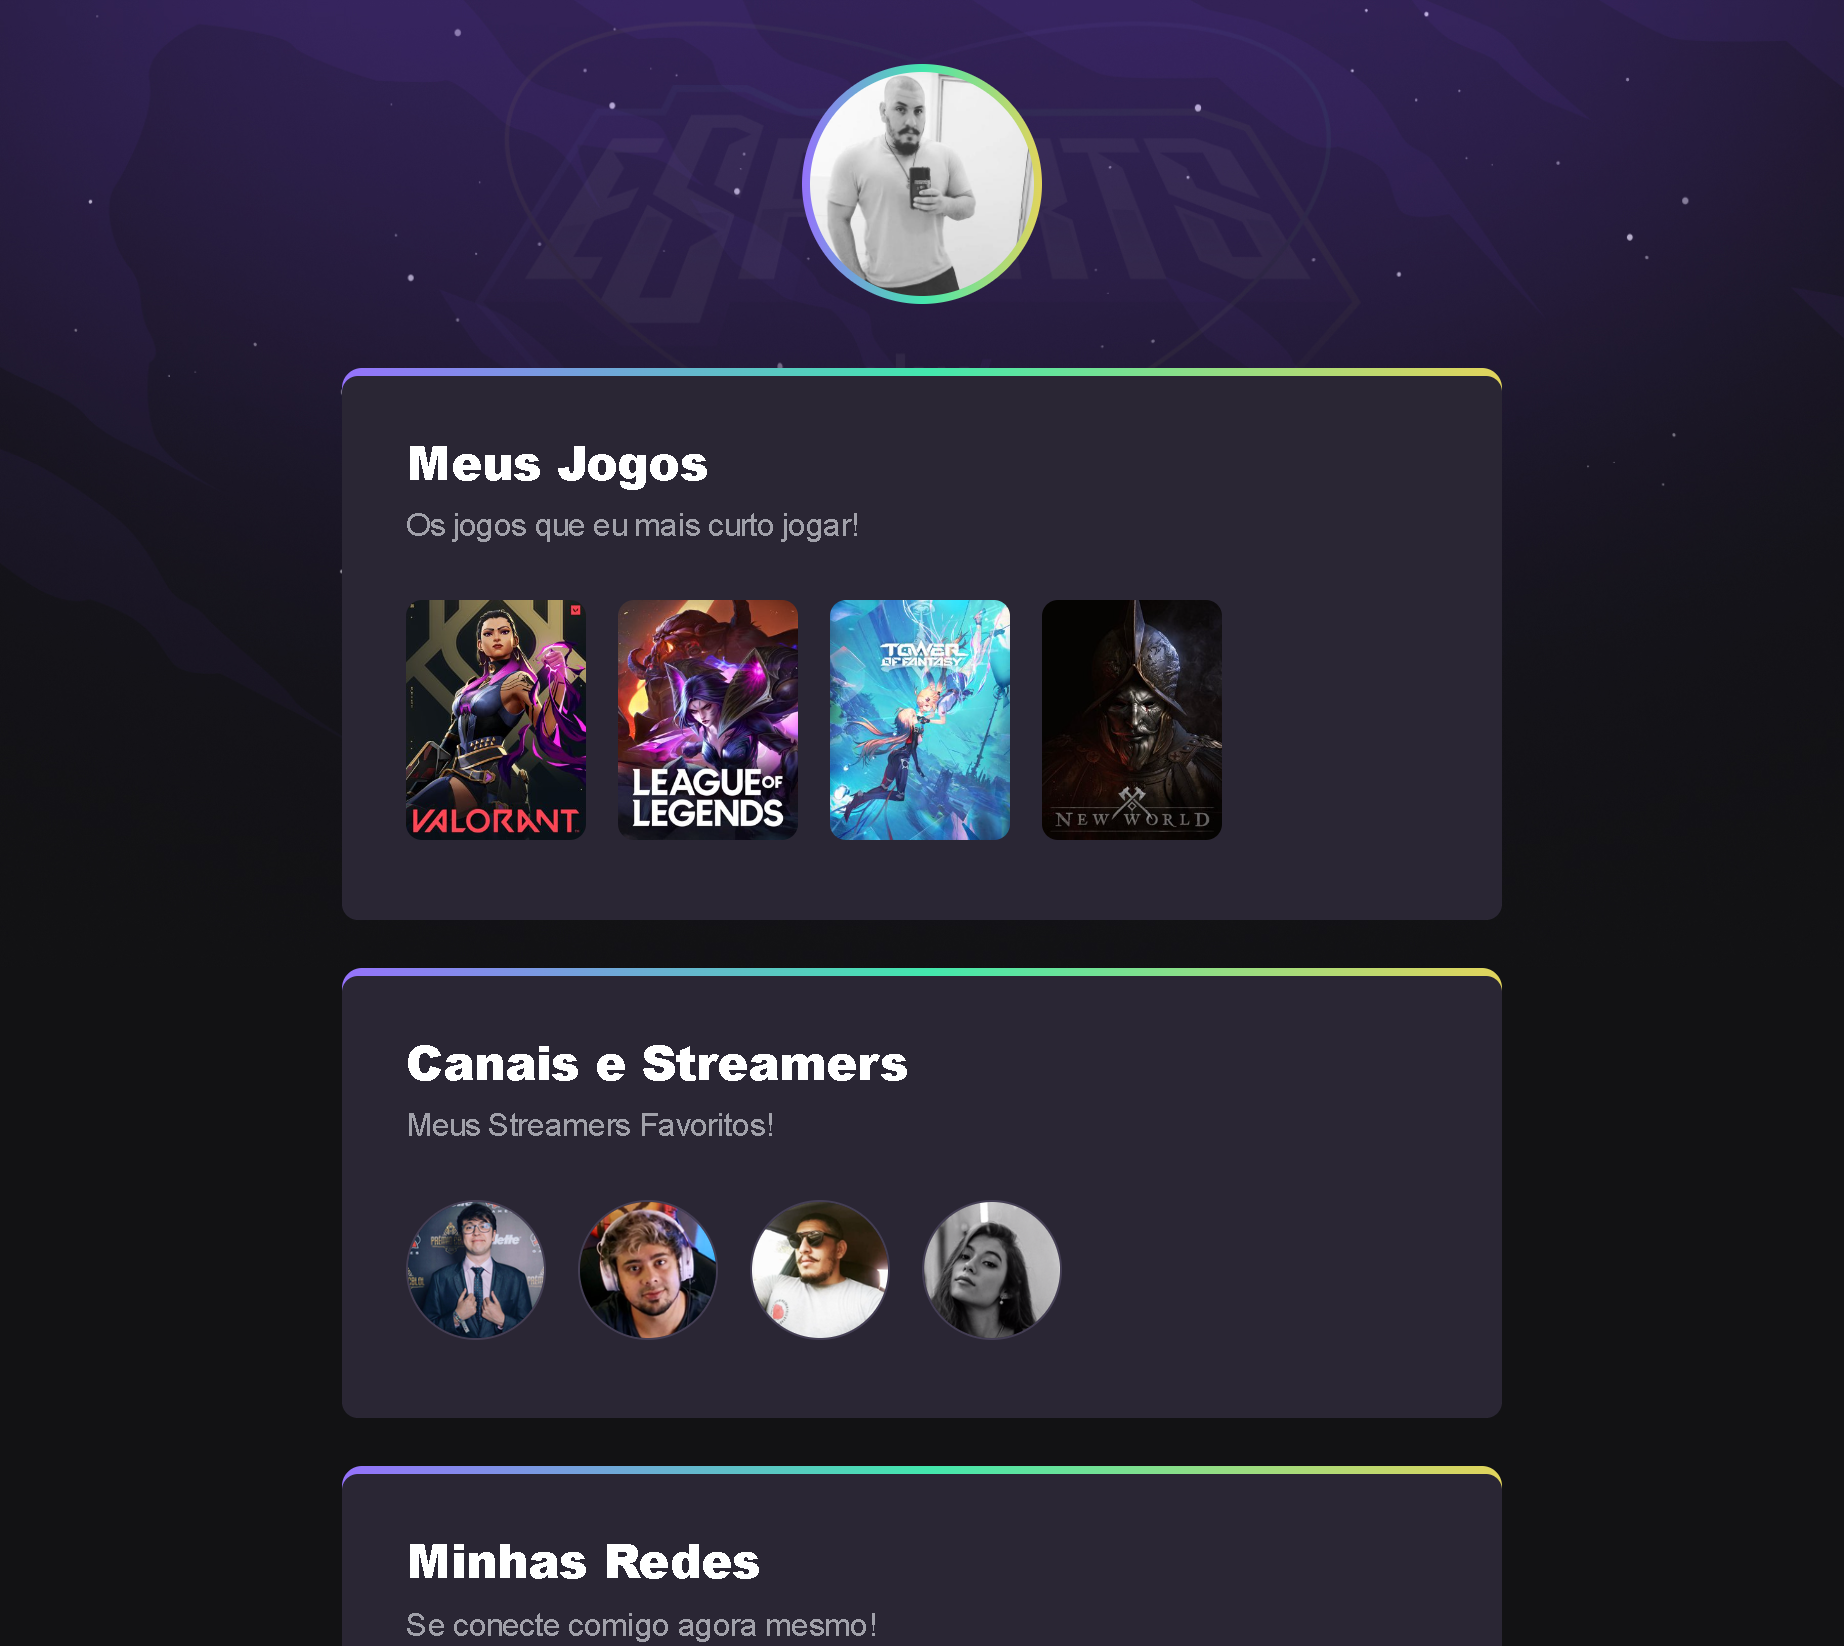 ESPORTS
Meus Jogos
Os jogos que eu mais curto jogar!
VALORANT
LEAGUE OF
LEGENDS
TOWER
OF FANTASY
NEW WORLD
Canais e Streamers
Meus Streamers Favoritos!
Minhas Redes
Se conecte comigo agora mesmo!